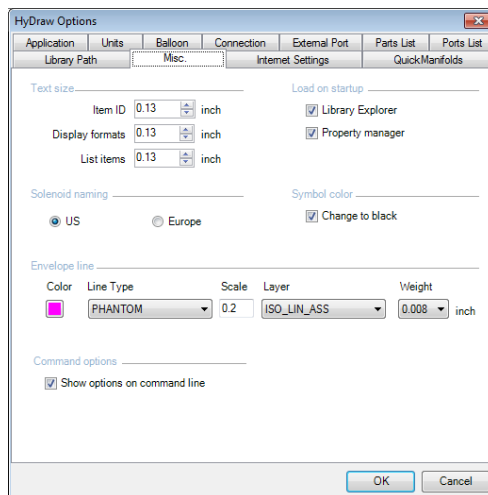 HyDraw Options
Application Units Balloon Connection External Port Parts List Ports List
Library Path Misc. Internet Settings QuickManifolds
Text size Load on startup
Item ID 0.13 inch Library Explorer
Display formats 0.13 inch Property manager
List items 0.13 inch
Solenoid naming Symbol color
US Europe Change to black
Envelope line
Color Line Type Scale Layer Weight
PHANTOM 0.2 ISO_LIN_ASS 0.008 inch
Command options
Show options on command line
OK Cancel